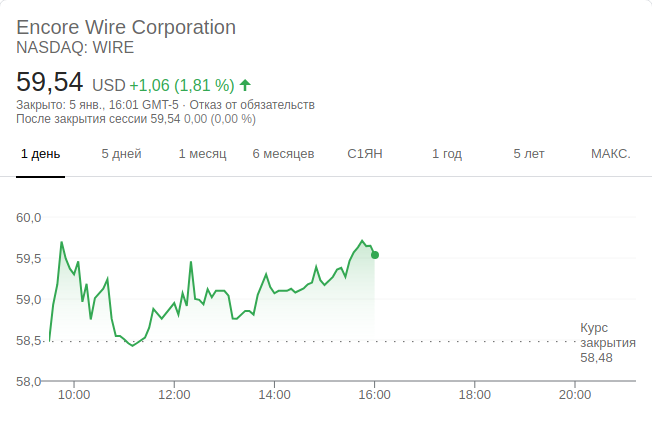 Encore Wire Corporation
NASDAQ: WIRE
59,54 USD +1,06 (1,81 %)
Закрыто: 5 янв., 16:01 GMT-5 · Отказ от обязательств
После закрытия сессии 59,54 0,00 (0,00 %)
1 день 5 дней 1 месяц 6 месяцев С1ЯН 1 год 5 лет МАКС.
60,0
59,5
59,0
58,5
58,0
Курс
закрытия
58,48
10:00 12:00 14:00 16:00 18:00 20:00